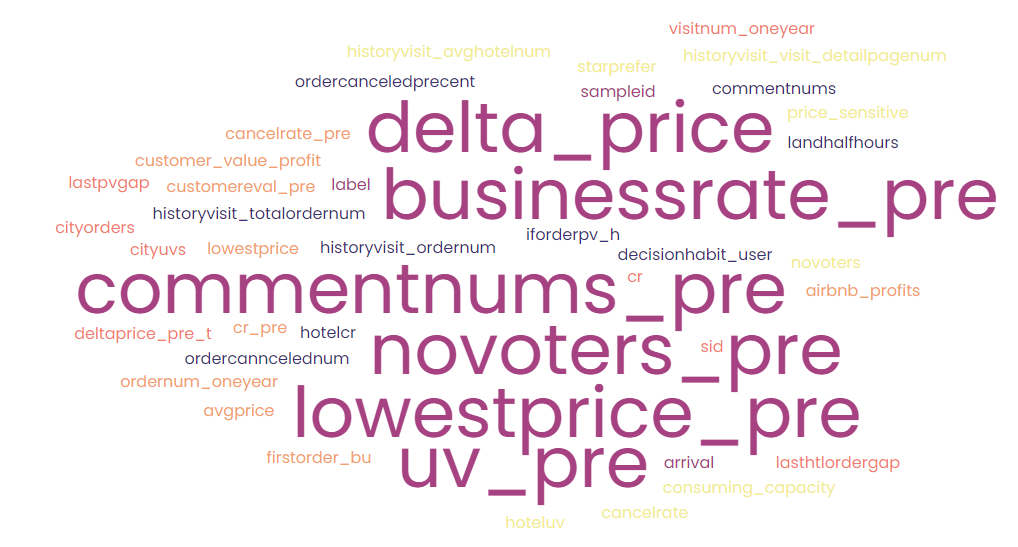 visitnum_oneyear
historyvisit_avghotelnum
historyvisit_visit_detailpagenum
starprefer
ordercanceledprecent
sampleid
commentnums
delta_price
price_sensitive
cancelrate_pre
landhalfhours
customer_value_profit
lastpvgap
customereval_pre
label
businessrate_pre
historyvisit_totalordernum
cityorders
iforderpv_h
cityuvs
lowestprice
historyvisit_ordernum
decisionhabit_user
novoters
cr
commentnums_pre
airbnb_profits
deltaprice_pre_t
cr_pre
hotelcr
novoters_pre
sid
ordercanncelednum
ordernum_oneyear
avgprice
lowestprice_pre
firstorder_bu
uv_pre
arrival
lasthtlordergap
consuming_capacity
cancelrate
hoteluv